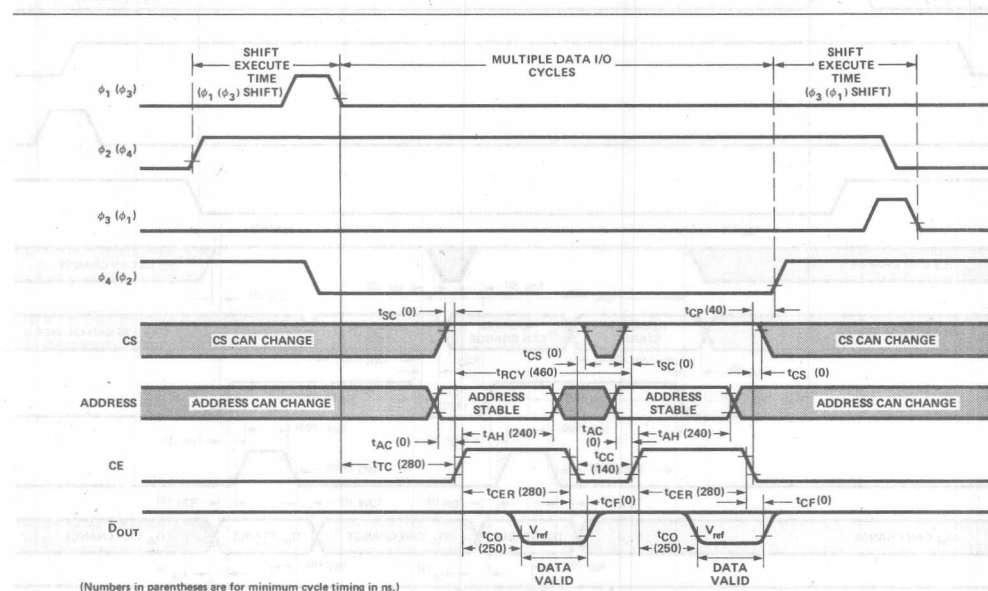 SHIFT
EXECUTE
TIME
(ϕ1 (ϕ3) SHIFT)
MULTIPLE DATA I/O
CYCLES
SHIFT
EXECUTE
TIME
(ϕ3 (ϕ1) SHIFT)
ϕ1 (ϕ3)
ϕ2 (ϕ4)
ϕ3 (ϕ1)
ϕ4 (ϕ2)
tSC (0)
tCP (40)
CS
CS CAN CHANGE
CS CAN CHANGE
tCS (0)
tRCY (460)
tSC (0)
tCS (0)
ADDRESS
ADDRESS CAN CHANGE
ADDRESS
STABLE
ADDRESS
STABLE
ADDRESS CAN CHANGE
tAC (0)
tAH (240)
tAC
(0)
tAH (240)
CE
tTC (280)
tCC
(140)
tCER (280)
tCF(0)
tCER (280)
tCF(0)
D̅OUT
Vref
Vref
tCO
(250)
tCO
(250)
DATA
VALID
DATA
VALID
(Numbers in parentheses are for minimum cycle timing in ns.)